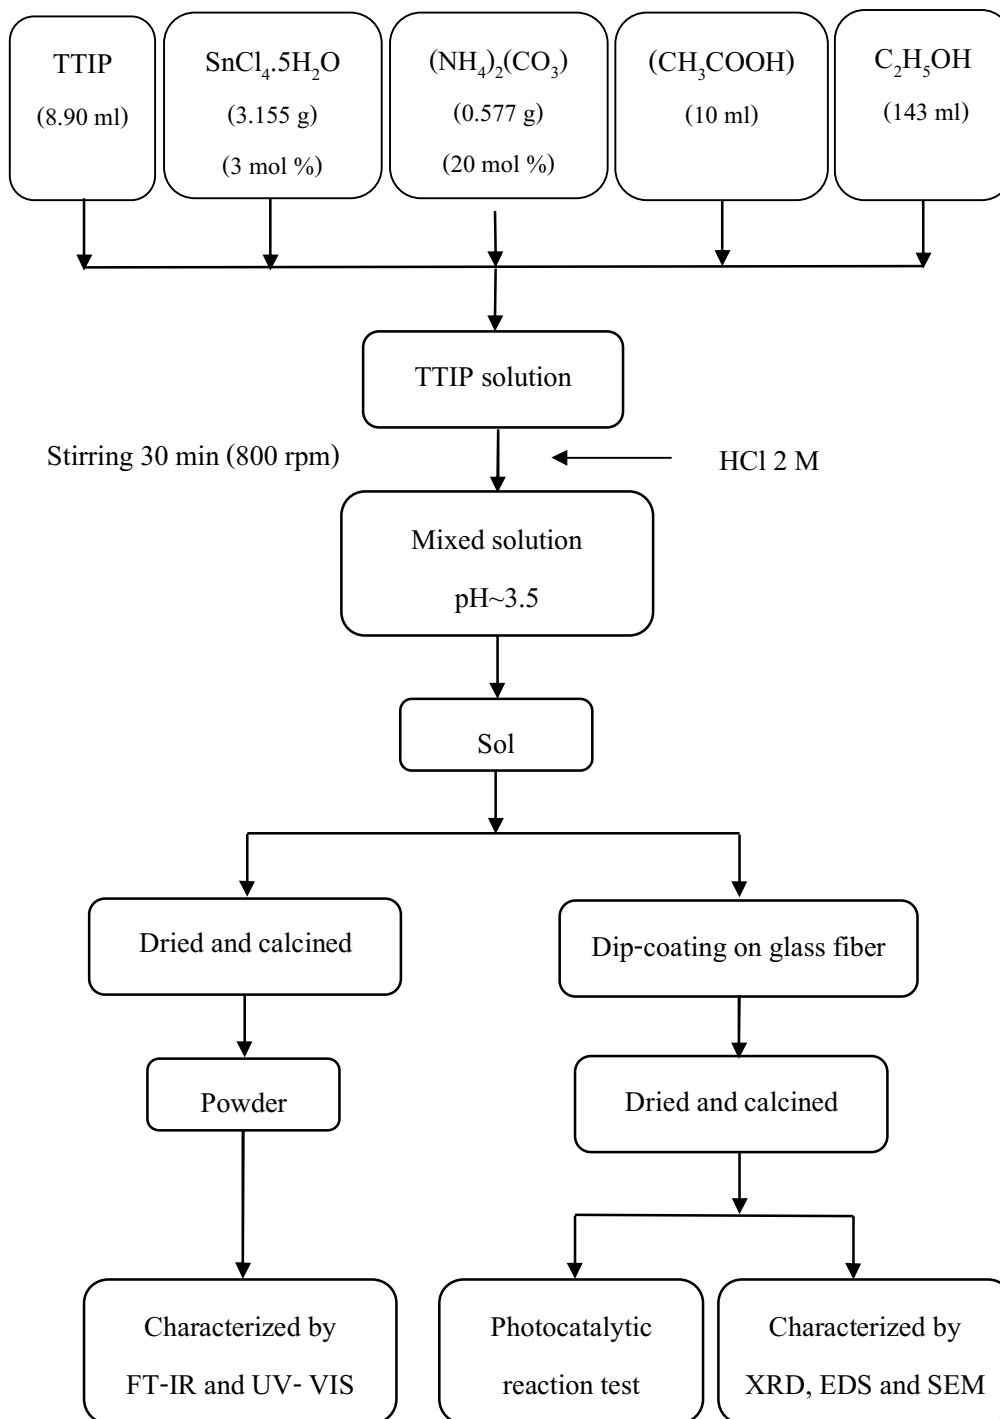 TTIP
(8.90 ml)
SnCl₄.5H₂O
(3.155 g)
(3 mol %)
(NH₄)₂(CO₃)
(0.577 g)
(20 mol %)
(CH₃COOH)
(10 ml)
C₂H₅OH
(143 ml)
TTIP solution
Stirring 30 min (800 rpm)
HCl 2 M
Mixed solution
pH~3.5
Sol
Dried and calcined
Dip-coating on glass fiber
Powder
Dried and calcined
Characterized by
FT-IR and UV- VIS
Photocatalytic
reaction test
Characterized by
XRD, EDS and SEM